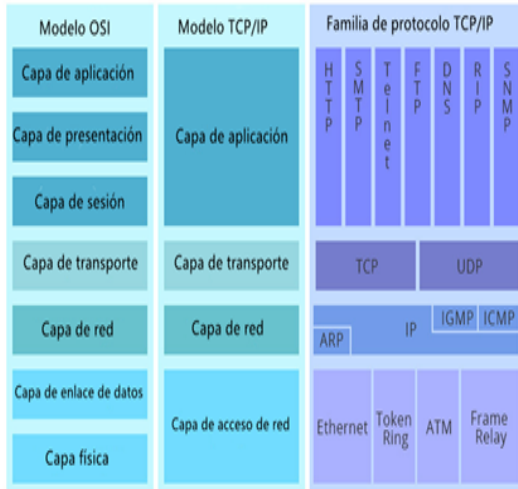 Modelo OSI
Capa de aplicación
Capa de presentación
Capa de sesión
Capa de transporte
Capa de red
Capa de enlace de datos
Capa física
Modelo TCP/IP
Capa de aplicación
Capa de transporte
Capa de red
Capa de acceso de red
Familia de protocolo TCP/IP
HTTP
SMTP
Telnet
FTP
DNS
RIP
SNMP
TCP
UDP
ARP
IP
IGMP
ICMP
Ethernet
Token
Ring
ATM
Frame
Relay